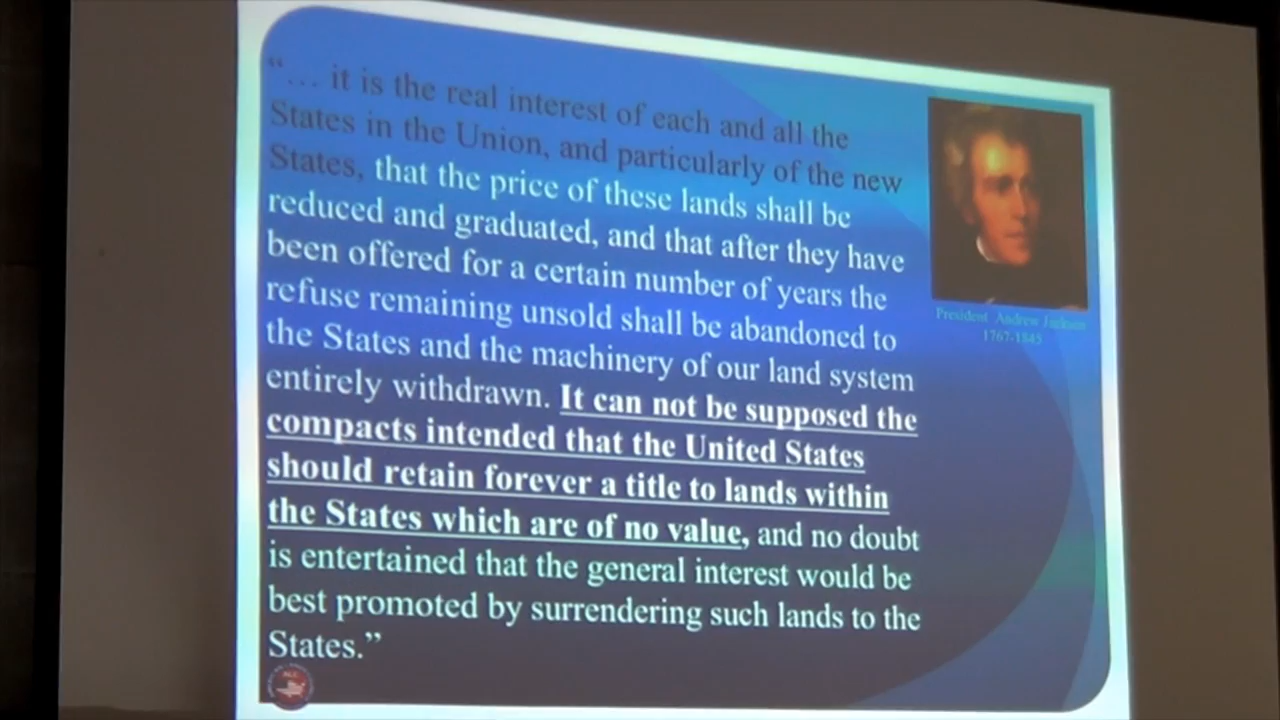 “... it is the real interest of each and all the
States in the Union, and particularly of the new
States, that the price of these lands shall be
reduced and graduated, and that after they have
been offered for a certain number of years the
refuse remaining unsold shall be abandoned to
the States and the machinery of our land system
entirely withdrawn. It can not be supposed the
compacts intended that the United States
should retain forever a title to lands within
the States which are of no value, and no doubt
is entertained that the general interest would be
best promoted by surrendering such lands to the
States.”
President Andrew Jackson
1767-1845